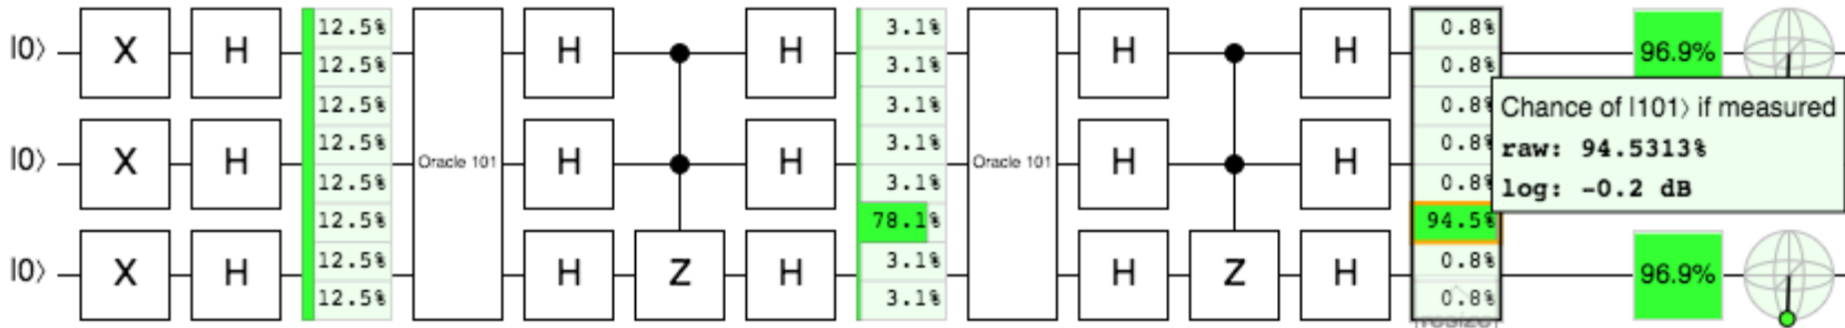 |0⟩ X H 12.5% H H 3.1% H H 0.8% 96.9%
12.5% 3.1% 0.8%
12.5% 3.1% 0.8% Chance of |101⟩ if measured
|0⟩ X H 12.5% Oracle 101 H H 3.1% Oracle 101 H H 0.8% raw: 94.5313%
12.5% 3.1% 0.8% log: -0.2 dB
12.5% 78.1% 94.5%
|0⟩ X H 12.5% H Z H 3.1% H Z H 0.8% 96.9%
12.5% 3.1% 0.8%